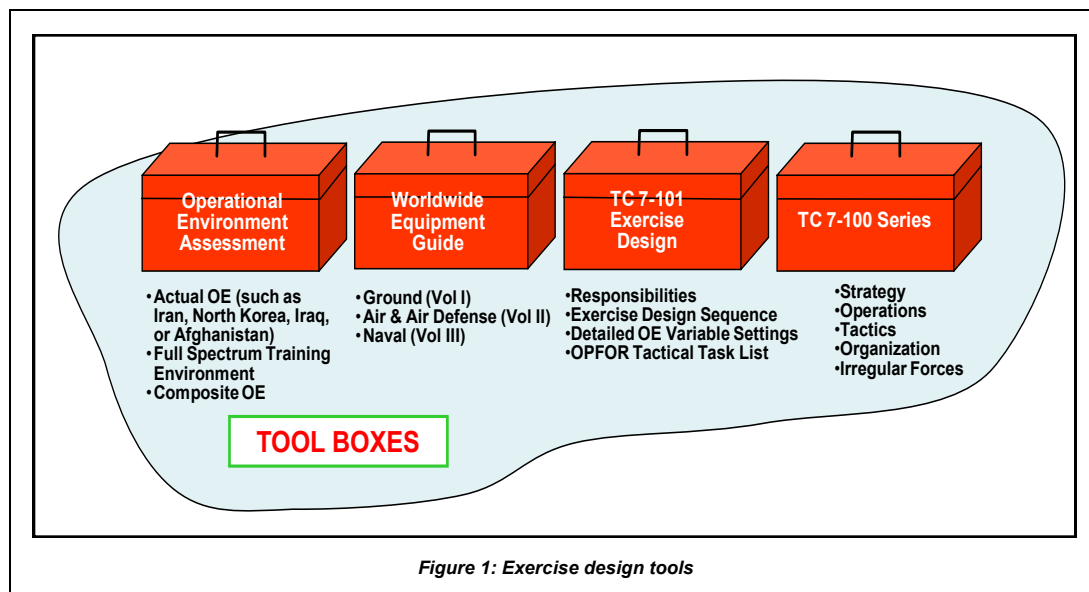 Operational
Environment
Assessment
•Actual OE (such as
Iran, North Korea, Iraq,
or Afghanistan)
•Full Spectrum Training
Environment
•Composite OE
Worldwide
Equipment
Guide
•Ground (Vol I)
•Air & Air Defense (Vol II)
•Naval (Vol III)
TC 7-101
Exercise
Design
•Responsibilities
•Exercise Design Sequence
•Detailed OE Variable Settings
•OPFOR Tactical Task List
TC 7-100 Series
•Strategy
•Operations
•Tactics
•Organization
•Irregular Forces
TOOL BOXES
Figure 1: Exercise design tools